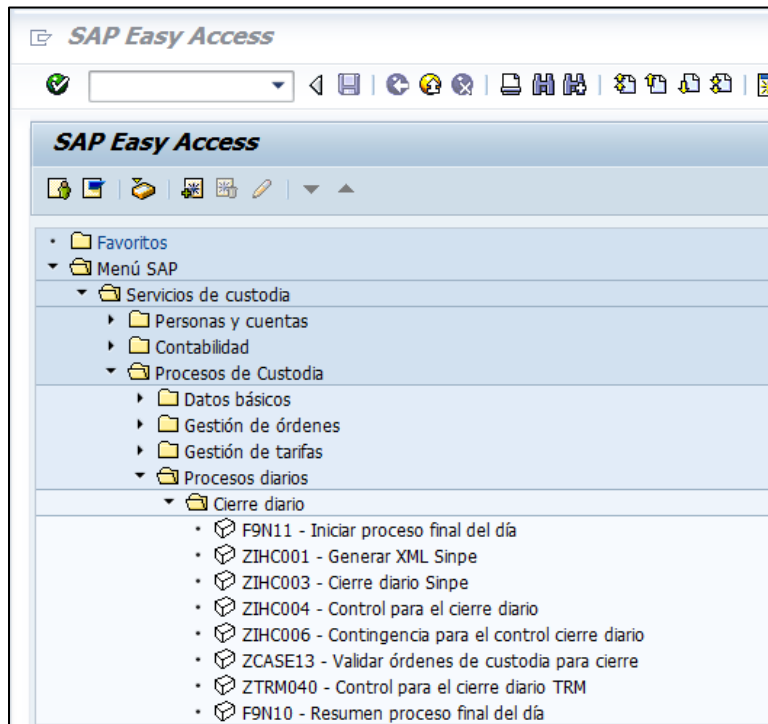 SAP Easy Access
SAP Easy Access
Favoritos
Menú SAP
Servicios de custodia
Personas y cuentas
Contabilidad
Procesos de Custodia
Datos básicos
Gestión de órdenes
Gestión de tarifas
Procesos diarios
Cierre diario
F9N11 - Iniciar proceso final del día
ZIHC001 - Generar XML Sinpe
ZIHC003 - Cierre diario Sinpe
ZIHC004 - Control para el cierre diario
ZIHC006 - Contingencia para el control cierre diario
ZCASE13 - Validar órdenes de custodia para cierre
ZTRM040 - Control para el cierre diario TRM
F9N10 - Resumen proceso final del día